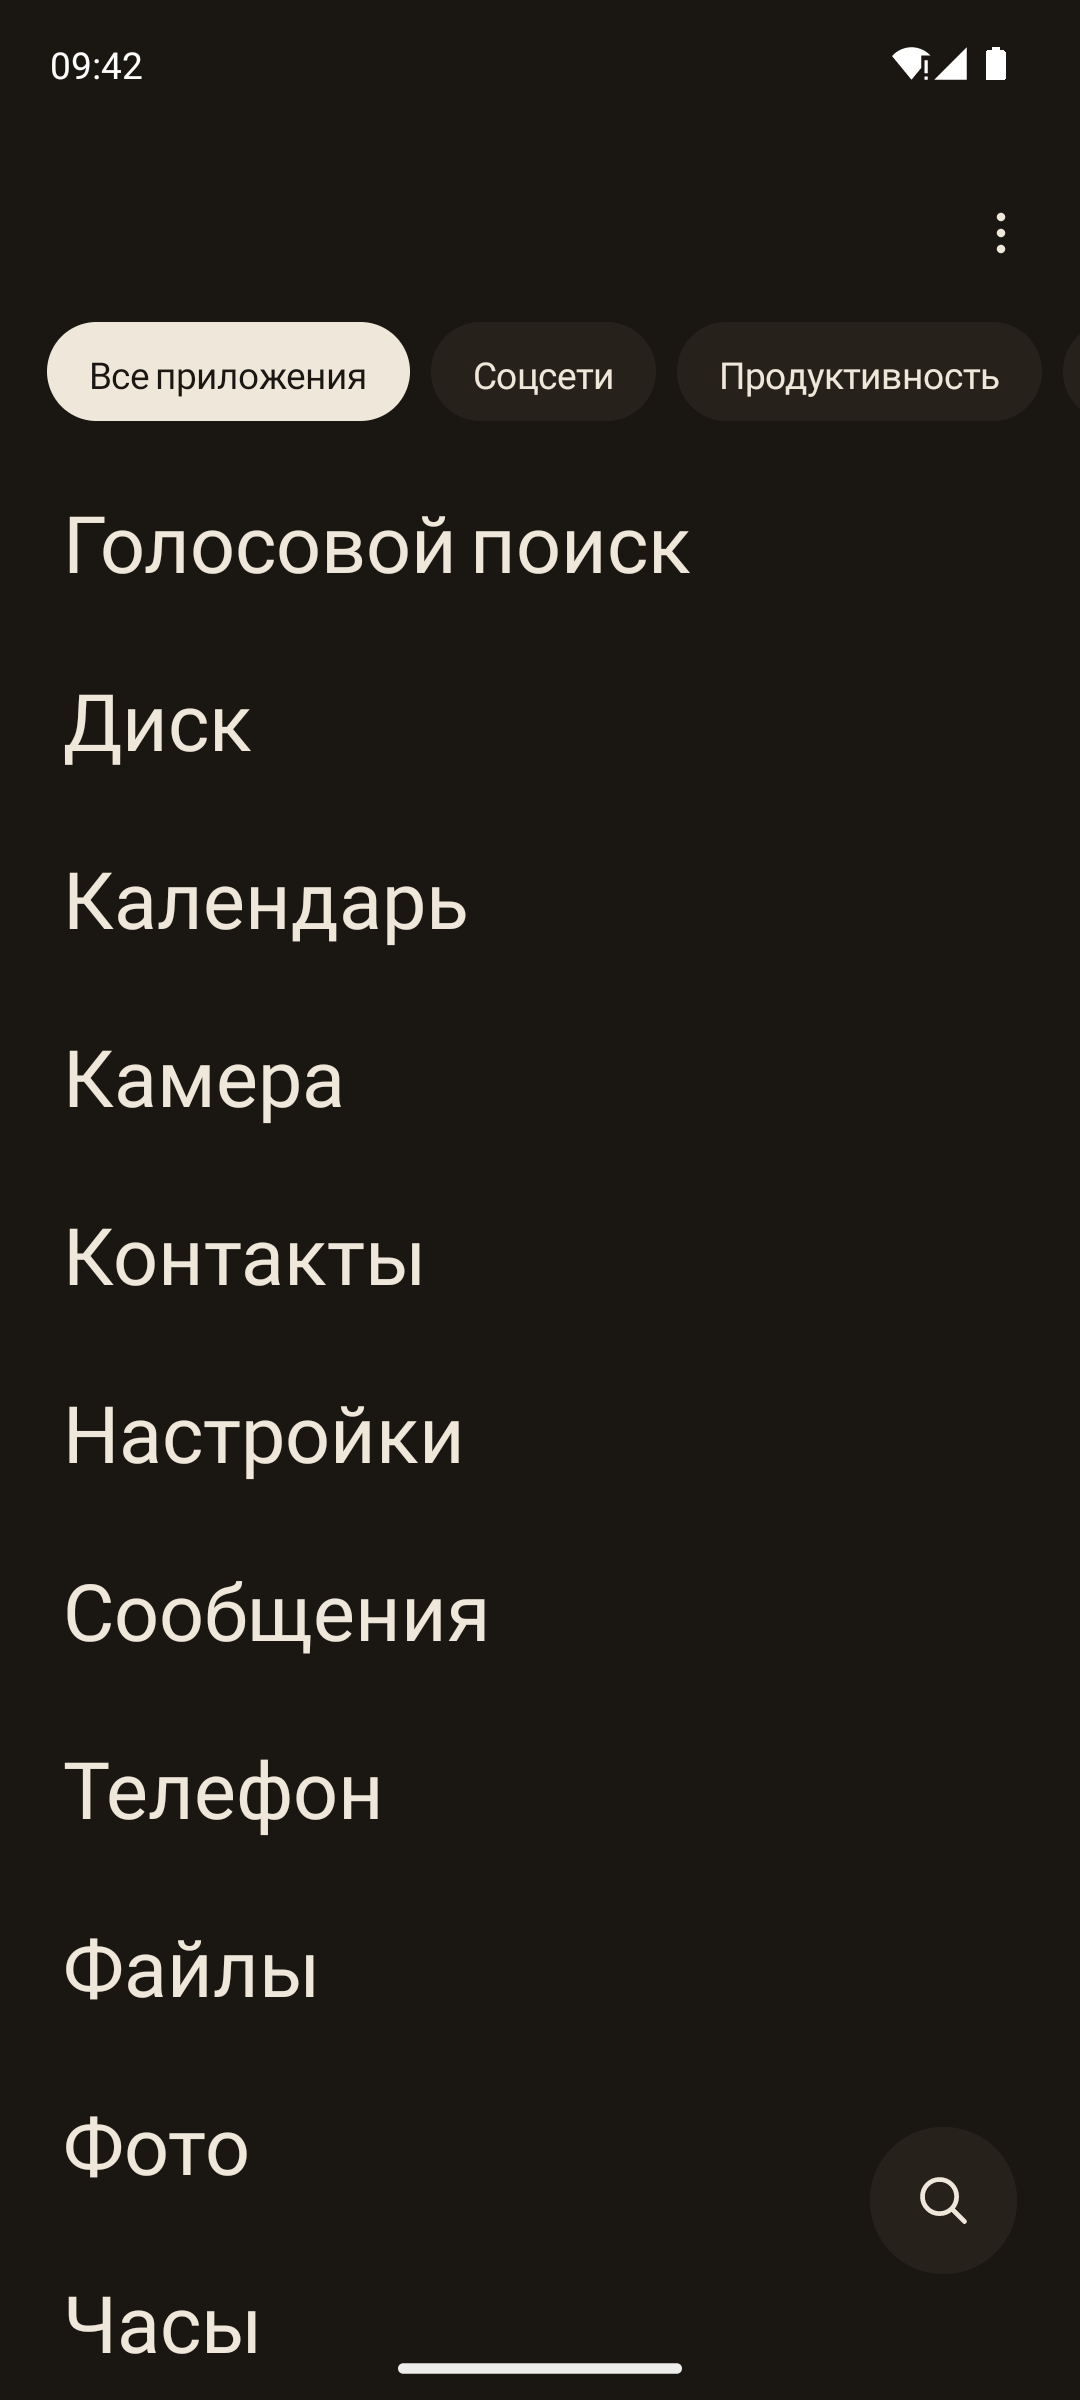 09:42
Все приложения
Соцсети
Продуктивность
Голосовой поиск
Диск
Календарь
Камера
Контакты
Настройки
Сообщения
Телефон
Файлы
Фото
Часы